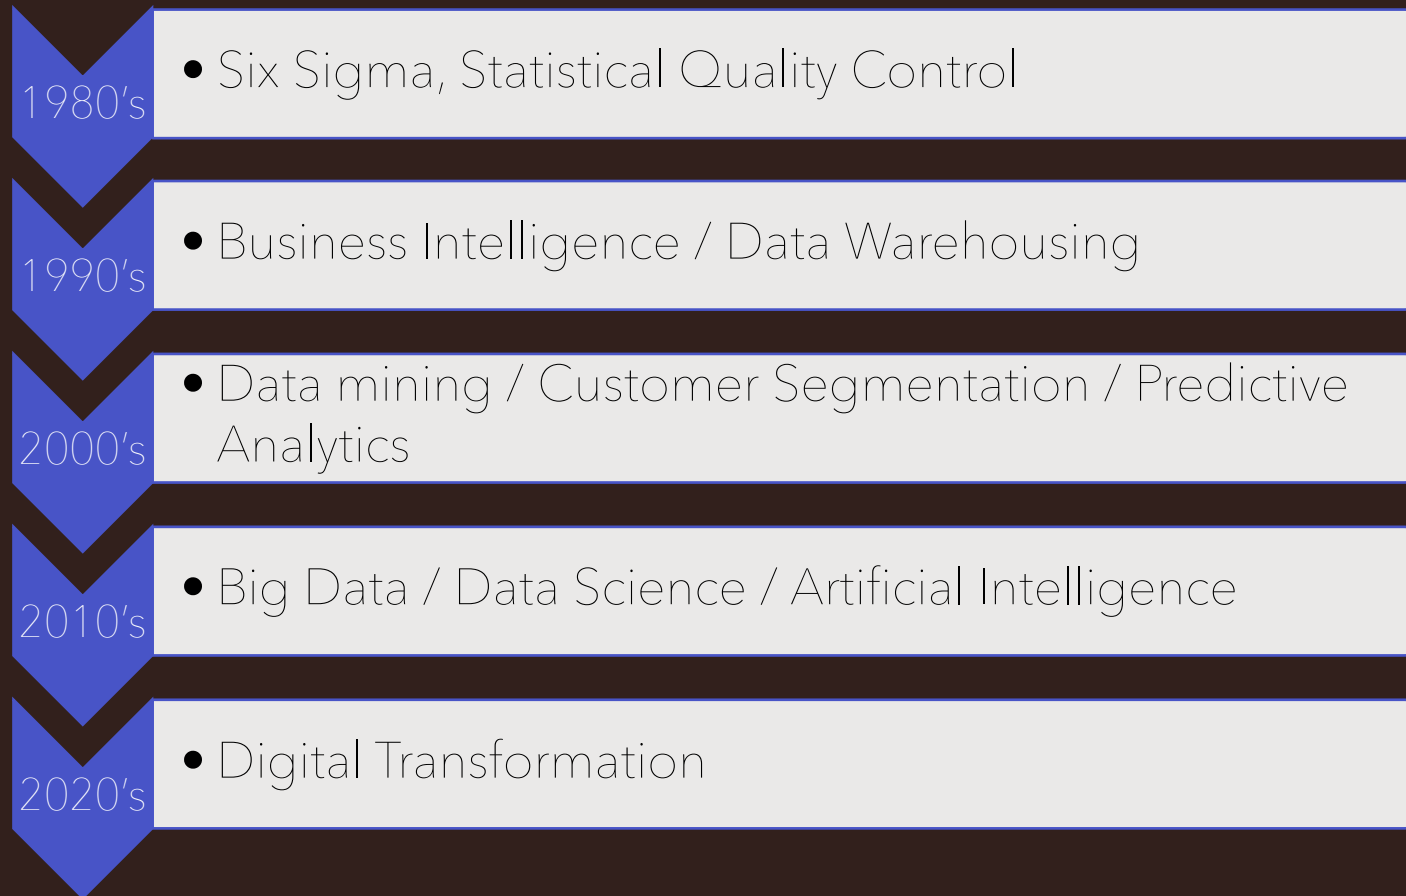 1980’s
• Six Sigma, Statistical Quality Control
1990’s
• Business Intelligence / Data Warehousing
2000’s
• Data mining / Customer Segmentation / Predictive
Analytics
2010’s
• Big Data / Data Science / Artificial Intelligence
2020’s
• Digital Transformation